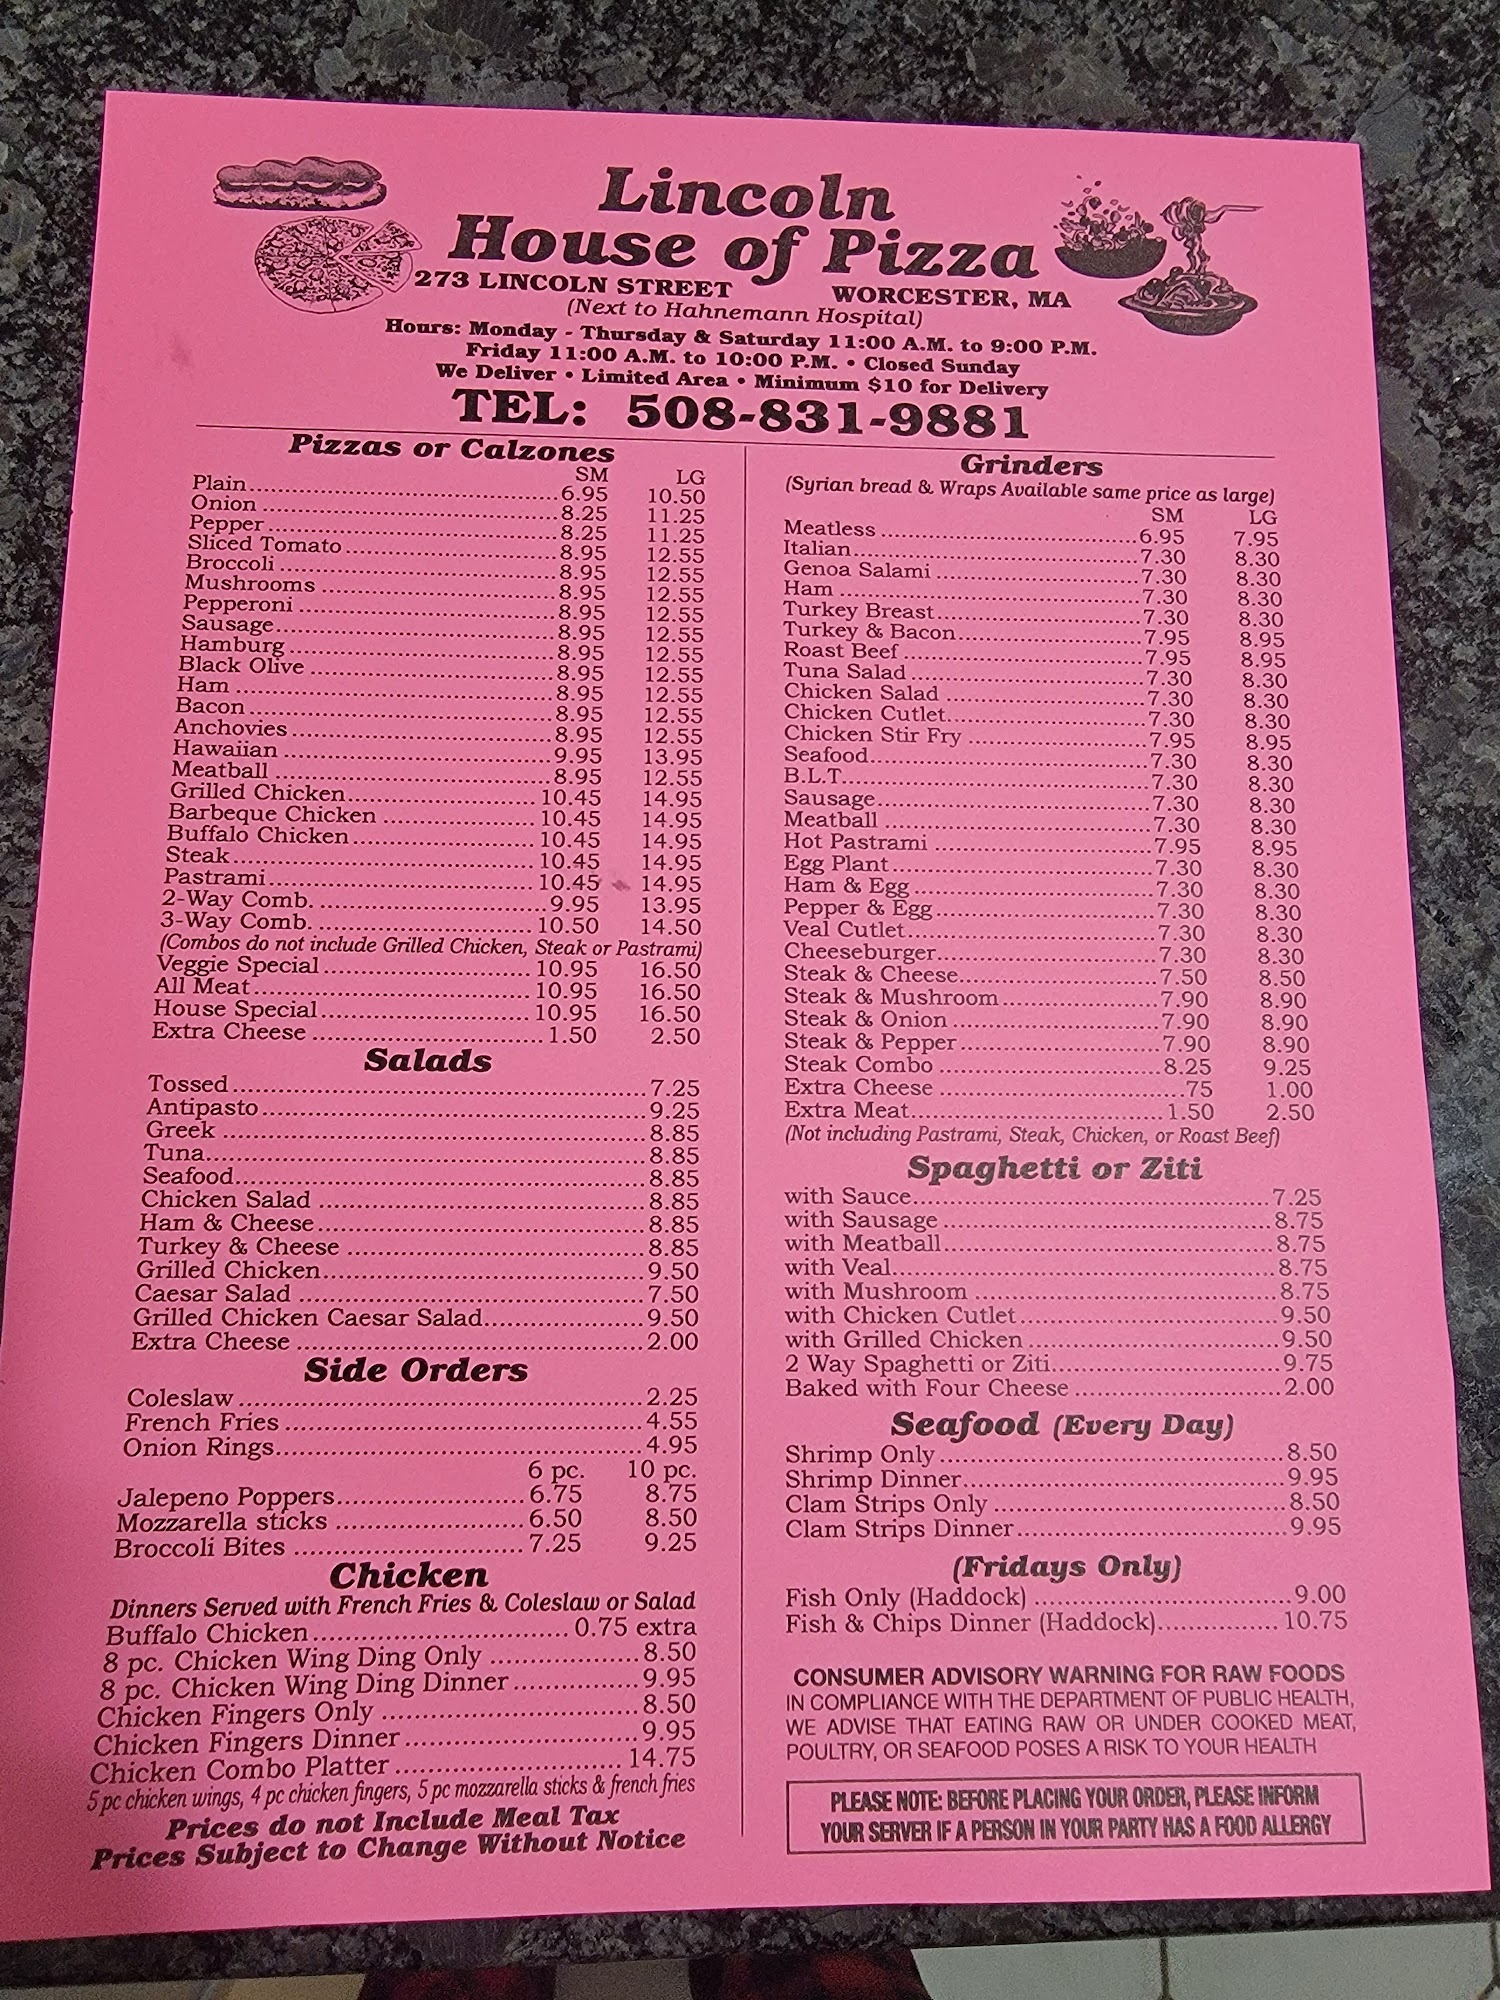 Lincoln
House of Pizza
273 LINCOLN STREET WORCESTER, MA
(Next to Hahnemann Hospital)
Hours: Monday - Thursday & Saturday 11:00 A.M. to 9:00 P.M.
Friday 11:00 A.M. to 10:00 P.M. • Closed Sunday
We Deliver • Limited Area • Minimum $10 for Delivery
TEL: 508-831-9881
Pizzas or Calzones
SM LG
Plain 6.95 10.50
Onion 8.25 11.25
Pepper 8.25 11.25
Sliced Tomato 8.95 12.55
Broccoli 8.95 12.55
Mushrooms 8.95 12.55
Pepperoni 8.95 12.55
Sausage 8.95 12.55
Hamburg 8.95 12.55
Black Olive 8.95 12.55
Ham 8.95 12.55
Bacon 8.95 12.55
Anchovies 8.95 12.55
Hawaiian 9.95 13.95
Meatball 8.95 12.55
Grilled Chicken 10.45 14.95
Barbeque Chicken 10.45 14.95
Buffalo Chicken 10.45 14.95
Steak 10.45 14.95
Pastrami 10.45 14.95
2-Way Comb. 9.95 13.95
3-Way Comb. 10.50 14.50
(Combos do not include Grilled Chicken, Steak or Pastrami)
Veggie Special 10.95 16.50
All Meat 10.95 16.50
House Special 10.95 16.50
Extra Cheese 1.50 2.50
Salads
Tossed 7.25
Antipasto 9.25
Greek 8.85
Tuna 8.85
Seafood 8.85
Chicken Salad 8.85
Ham & Cheese 8.85
Turkey & Cheese 8.85
Grilled Chicken 9.50
Caesar Salad 7.50
Grilled Chicken Caesar Salad 9.50
Extra Cheese 2.00
Side Orders
Coleslaw 2.25
French Fries 4.55
Onion Rings 4.95
6 pc. 10 pc.
Jalepeno Poppers 6.75 8.75
Mozzarella sticks 6.50 8.50
Broccoli Bites 7.25 9.25
Chicken
Dinners Served with French Fries & Coleslaw or Salad
Buffalo Chicken 0.75 extra
8 pc. Chicken Wing Ding Only 8.50
8 pc. Chicken Wing Ding Dinner 9.95
Chicken Fingers Only 8.50
Chicken Fingers Dinner 9.95
Chicken Combo Platter 14.75
5 pc chicken wings, 4 pc chicken fingers, 5 pc mozzarella sticks & french fries
Prices do not Include Meal Tax
Prices Subject to Change Without Notice
Grinders
(Syrian bread & Wraps Available same price as large)
SM LG
Meatless 6.95 7.95
Italian 7.30 8.30
Genoa Salami 7.30 8.30
Ham 7.30 8.30
Turkey Breast 7.30 8.30
Turkey & Bacon 7.95 8.95
Roast Beef 7.95 8.95
Tuna Salad 7.30 8.30
Chicken Salad 7.30 8.30
Chicken Cutlet 7.30 8.30
Chicken Stir Fry 7.95 8.95
Seafood 7.30 8.30
B.L.T. 7.30 8.30
Sausage 7.30 8.30
Meatball 7.30 8.30
Hot Pastrami 7.95 8.95
Egg Plant 7.30 8.30
Ham & Egg 7.30 8.30
Pepper & Egg 7.30 8.30
Veal Cutlet 7.30 8.30
Cheeseburger 7.30 8.30
Steak & Cheese 7.50 8.50
Steak & Mushroom 7.90 8.90
Steak & Onion 7.90 8.90
Steak & Pepper 7.90 8.90
Steak Combo 8.25 9.25
Extra Cheese .75 1.00
Extra Meat 1.50 2.50
(Not including Pastrami, Steak, Chicken, or Roast Beef)
Spaghetti or Ziti
with Sauce 7.25
with Sausage 8.75
with Meatball 8.75
with Veal 8.75
with Mushroom 8.75
with Chicken Cutlet 9.50
with Grilled Chicken 9.50
2 Way Spaghetti or Ziti 9.75
Baked with Four Cheese 2.00
Seafood (Every Day)
Shrimp Only 8.50
Shrimp Dinner 9.95
Clam Strips Only 8.50
Clam Strips Dinner 9.95
(Fridays Only)
Fish Only (Haddock) 9.00
Fish & Chips Dinner (Haddock) 10.75
CONSUMER ADVISORY WARNING FOR RAW FOODS
IN COMPLIANCE WITH THE DEPARTMENT OF PUBLIC HEALTH,
WE ADVISE THAT EATING RAW OR UNDER COOKED MEAT,
POULTRY, OR SEAFOOD POSES A RISK TO YOUR HEALTH
PLEASE NOTE: BEFORE PLACING YOUR ORDER, PLEASE INFORM
YOUR SERVER IF A PERSON IN YOUR PARTY HAS A FOOD ALLERGY